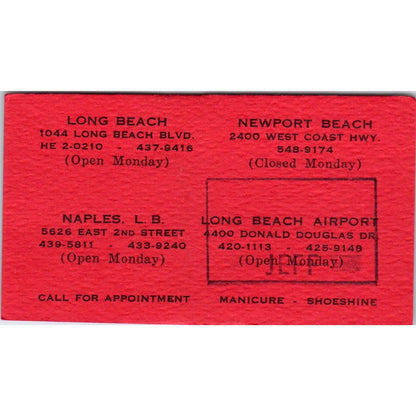 LONG BEACH
1044 LONG BEACH BLVD.
HE 2-0210 - 437-9416
(Open Monday)
NEWPORT BEACH
2400 WEST COAST HWY.
548-9174
(Closed Monday)
NAPLES, L. B.
5626 EAST 2ND STREET
439-5811 - 433-9240
(Open Monday)
LONG BEACH AIRPORT
4400 DONALD DOUGLAS DR.
420-1113 - 425-9148
(Open Monday)
JEFF
CALL FOR APPOINTMENT
MANICURE - SHOESHINE